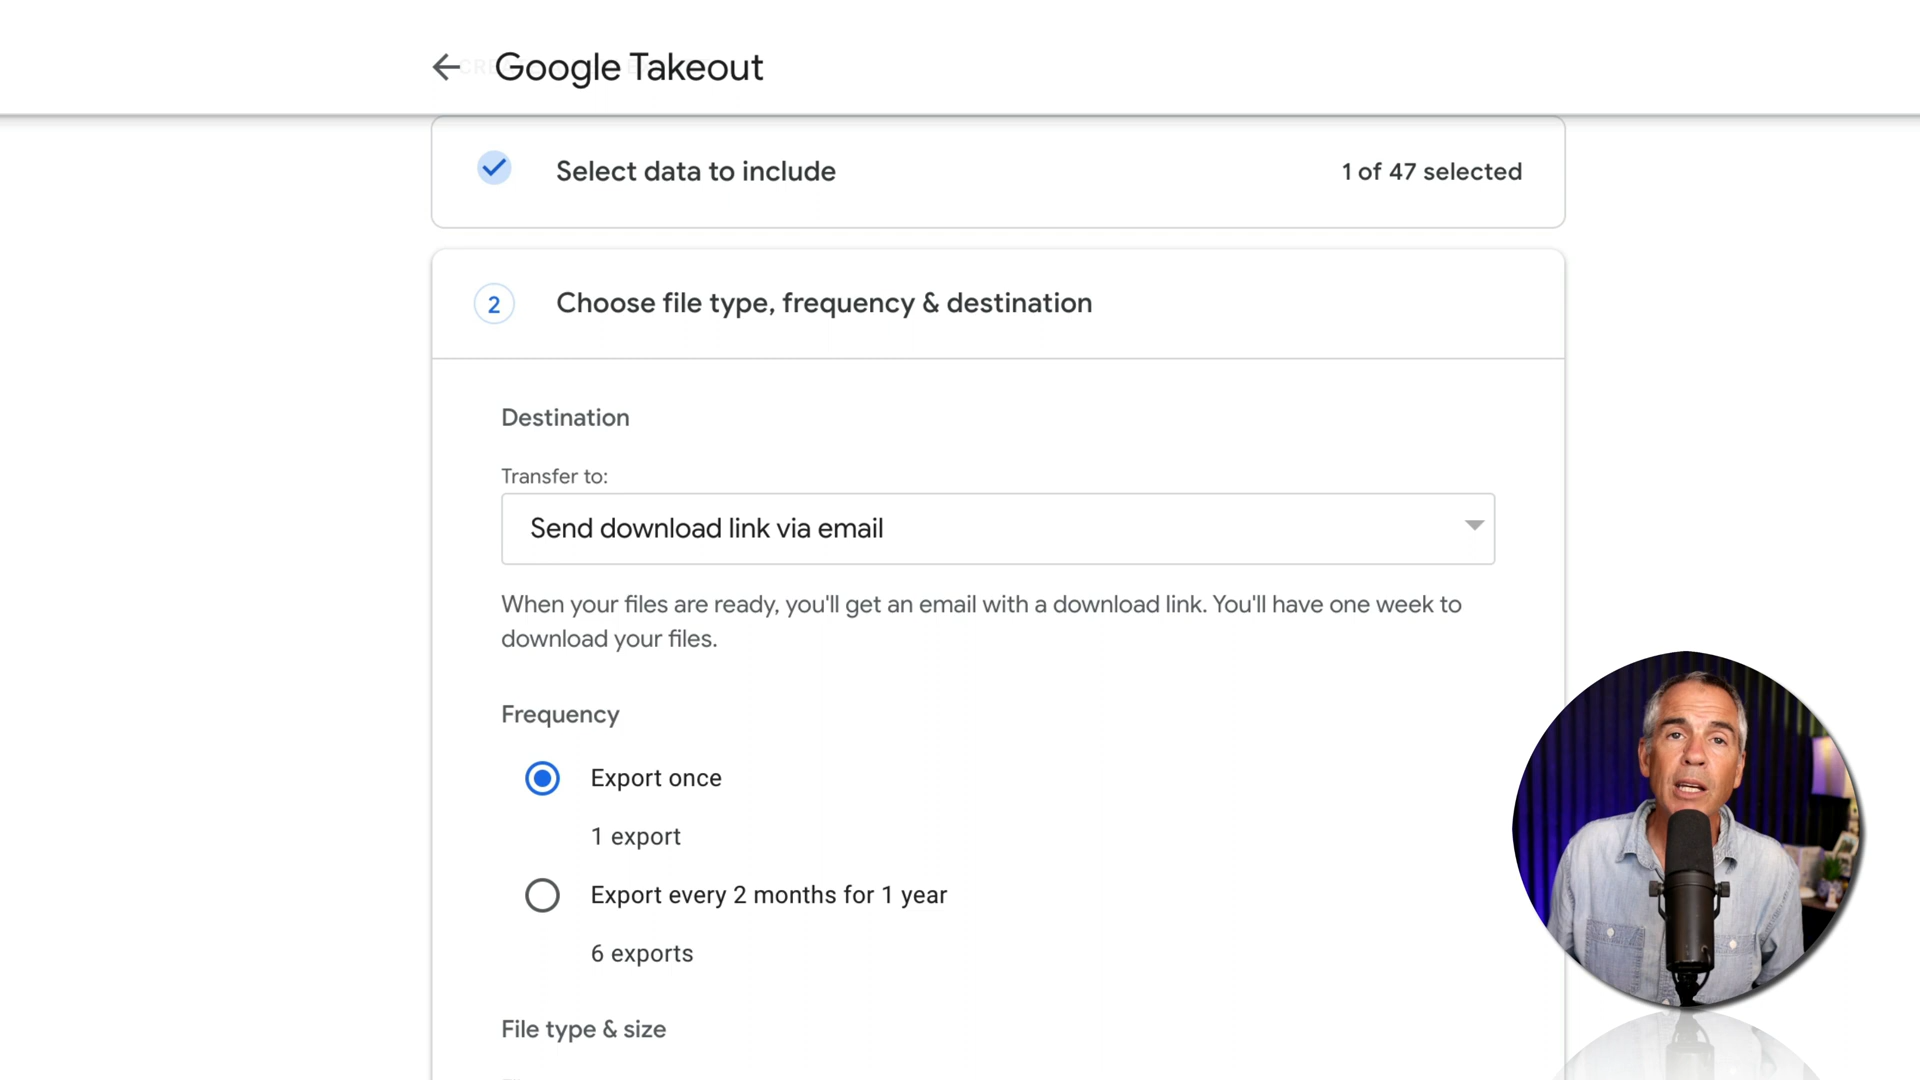 Google Takeout
Select data to include
1 of 47 selected
2
Choose file type, frequency & destination
Destination
Transfer to:
Send download link via email
When your files are ready, you'll get an email with a download link. You'll have one week to
download your files.
Frequency
Export once
1 export
Export every 2 months for 1 year
6 exports
File type & size